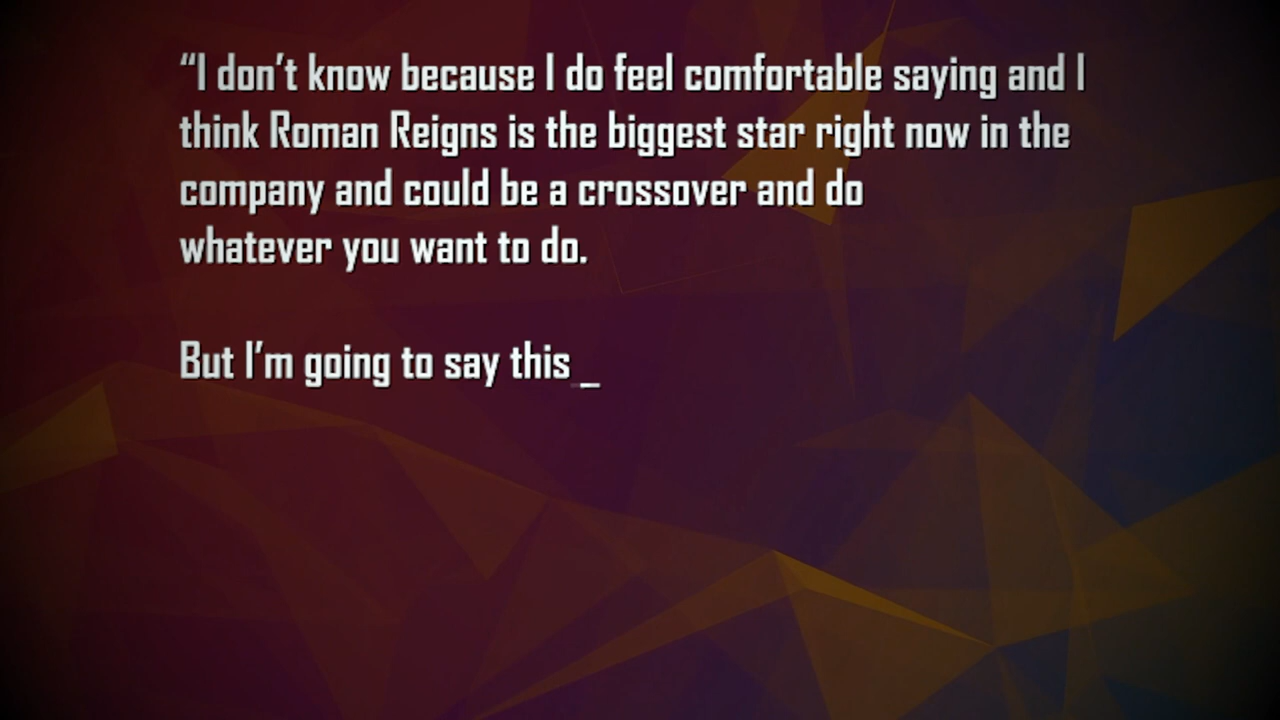 “I don’t know because I do feel comfortable saying and I
think Roman Reigns is the biggest star right now in the
company and could be a crossover and do
whatever you want to do.
But I’m going to say this _